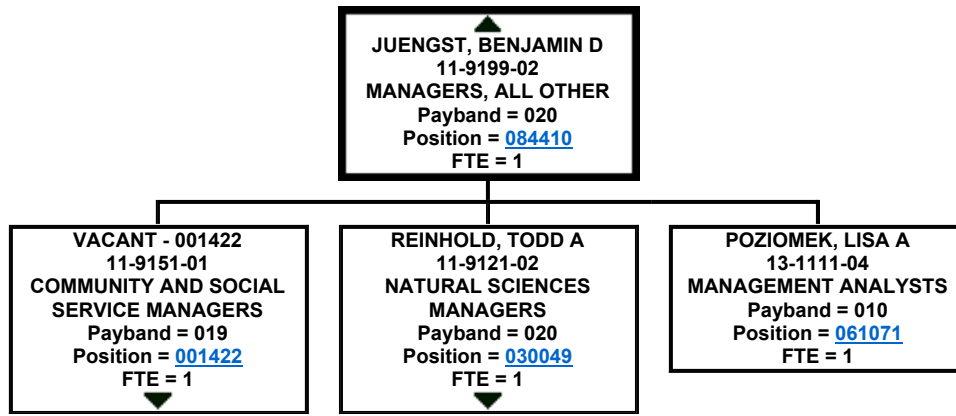 JUENGST, BENJAMIN D
11-9199-02
MANAGERS, ALL OTHER
Payband = 020
Position = 084410
FTE = 1
VACANT - 001422
11-9151-01
COMMUNITY AND SOCIAL
SERVICE MANAGERS
Payband = 019
Position = 001422
FTE = 1
REINHOLD, TODD A
11-9121-02
NATURAL SCIENCES
MANAGERS
Payband = 020
Position = 030049
FTE = 1
POZIOMEK, LISA A
13-1111-04
MANAGEMENT ANALYSTS
Payband = 010
Position = 061071
FTE = 1